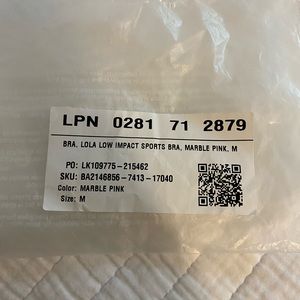 LPN 0281 71 2879
BRA, LOLA LOW IMPACT SPORTS BRA, MARBLE PINK, M
PO: LK109775-215462
SKU: BA2146856-7413-17040
Color: MARBLE PINK
Size: M